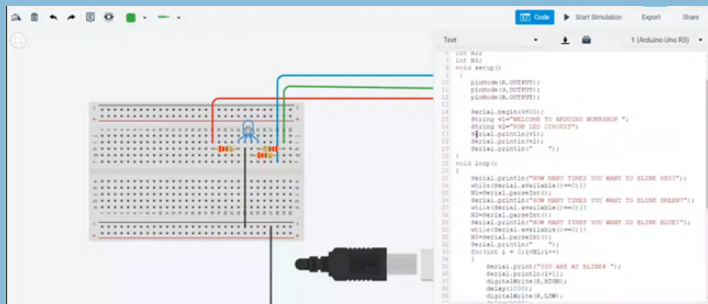 Code
Start Simulation
Export
Share
Text
1 (Arduino Uno R3)
int N2;
int N3;
void setup()
{
pinMode(R,OUTPUT);
pinMode(G,OUTPUT);
pinMode(B,OUTPUT);
Serial.begin(9600);
String v1="WELCOME TO ARDUINO WORKSHOP ";
String v2="RGB LED CIRCUIT";
Serial.println(v1);
Serial.println(v2);
Serial.println(" ");
}
void loop()
{
Serial.println("HOW MANY TIMES YOU WANT TO BLINK RED?");
while(Serial.available()==0){}
N1=Serial.parseInt();
Serial.println("HOW MANY TIMES YOU WANT TO BLINK GREEN?");
while(Serial.available()==0){}
N2=Serial.parseInt();
Serial.println("HOW MANY TIMES YOU WANT TO BLINK BLUE?");
while(Serial.available()==0){}
N3=Serial.parseInt();
Serial.println(" ");
for(int i = 0;i<N1;i++)
{
Serial.print("YOU ARE AT BLINK# ");
Serial.println(i+1);
digitalWrite(R,HIGH);
delay(1000);
digitalWrite(R,LOW);